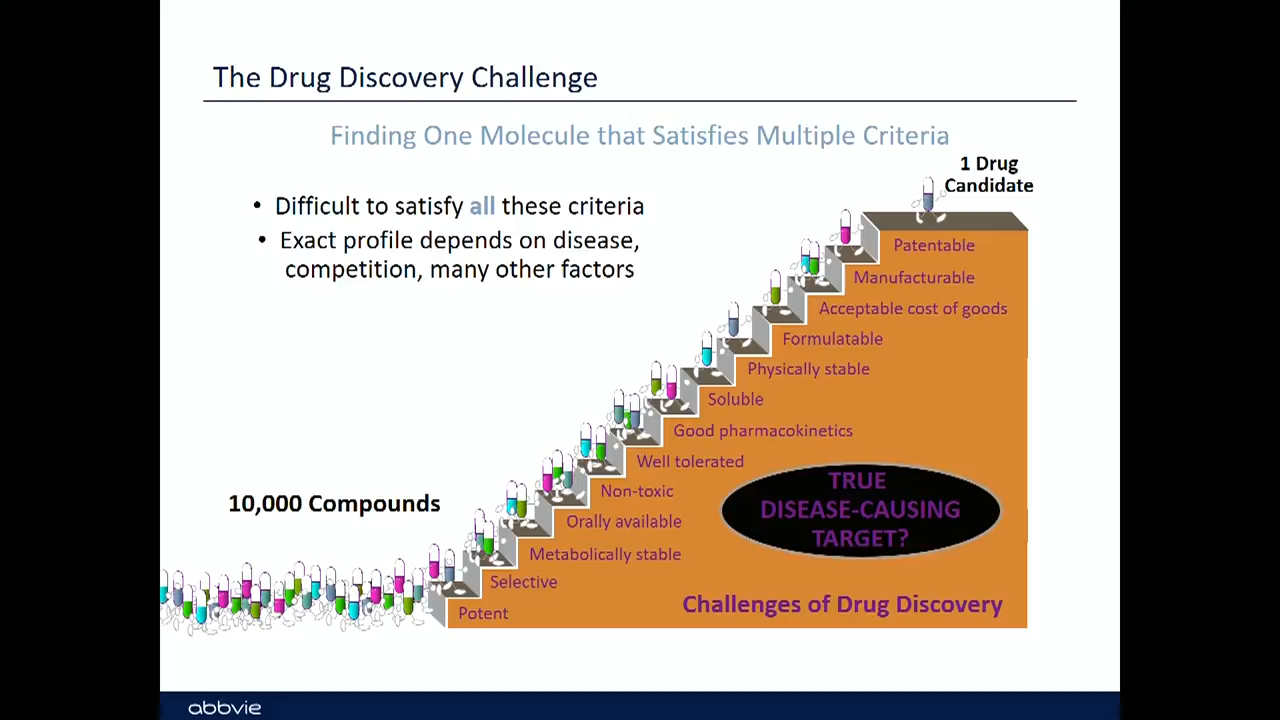 The Drug Discovery Challenge
Finding One Molecule that Satisfies Multiple Criteria
1 Drug
Candidate
• Difficult to satisfy all these criteria
• Exact profile depends on disease,
competition, many other factors
Patentable
Manufacturable
Acceptable cost of goods
Formulatable
Physically stable
Soluble
Good pharmacokinetics
Well tolerated
Non-toxic
Orally available
Metabolically stable
Selective
Potent
10,000 Compounds
TRUE
DISEASE-CAUSING
TARGET?
Challenges of Drug Discovery
abbvie